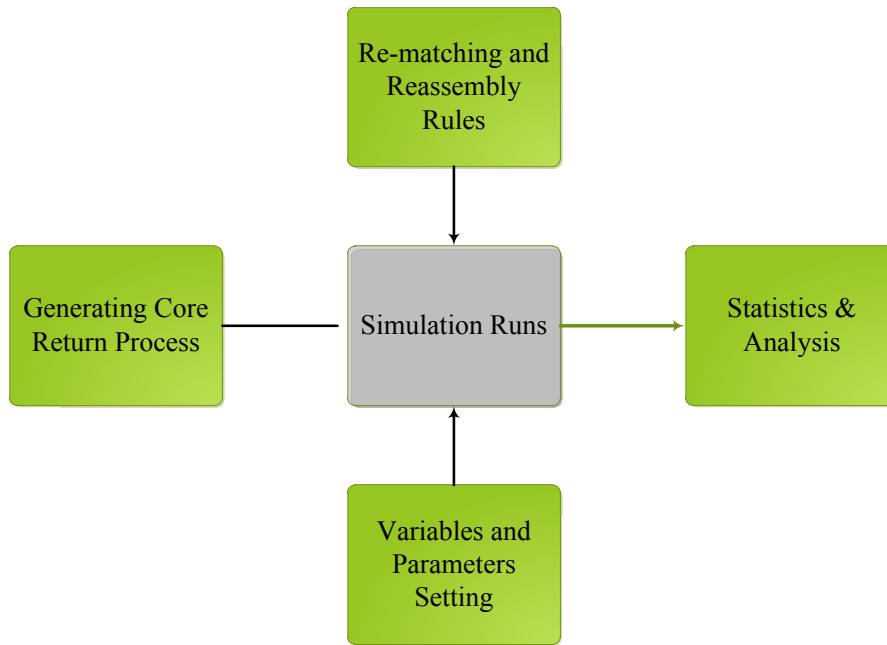 Re-matching and
Reassembly
Rules
Generating Core
Return Process
Simulation Runs
Statistics &
Analysis
Variables and
Parameters
Setting